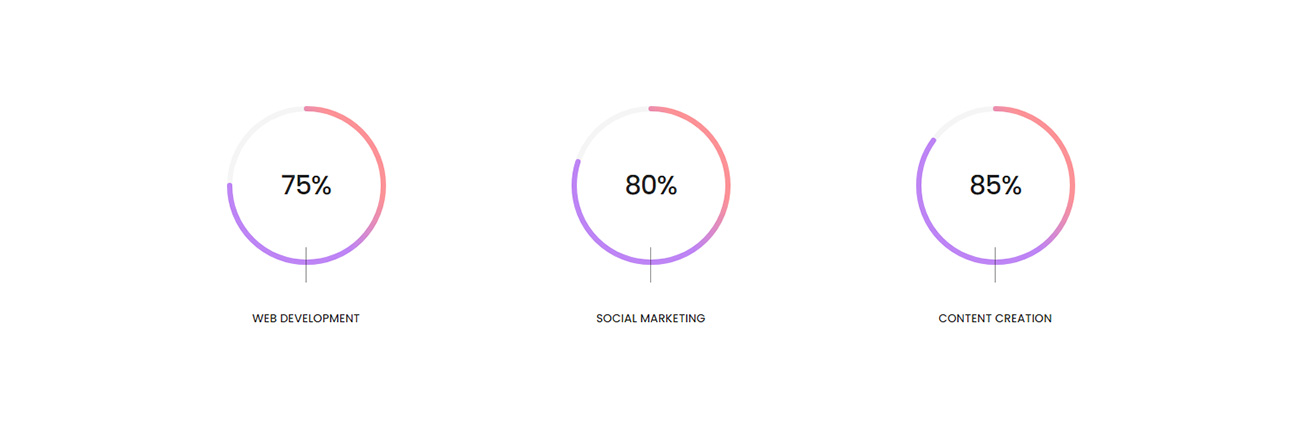 75%
80%
85%
WEB DEVELOPMENT
SOCIAL MARKETING
CONTENT CREATION